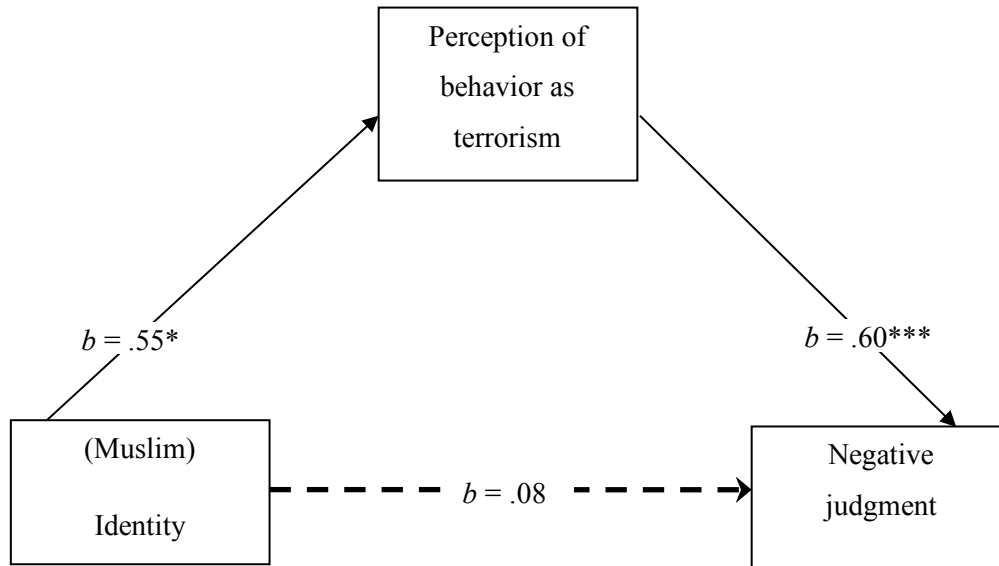 Perception of
behavior as
terrorism
b = .55*
b = .60***
(Muslim)
Identity
b = .08
Negative
judgment